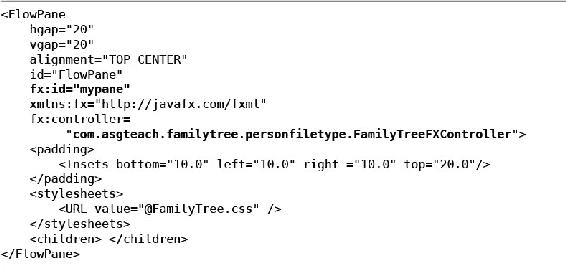 <FlowPane
hgap="20"
vgap="20"
alignment="TOP CENTER"
id="FlowPane"
fx:id="mypane"
xmlns:fx="http://javafx.com/fxml"
fx:controller=
"com.asgteach.familytree.personfiletype.FamilyTreeFXController">
<padding>
<Insets bottom="10.0" left="10.0" right ="10.0" top="20.0"/>
</padding>
<stylesheets>
<URL value="@FamilyTree.css" />
</stylesheets>
<children> </children>
</FlowPane>